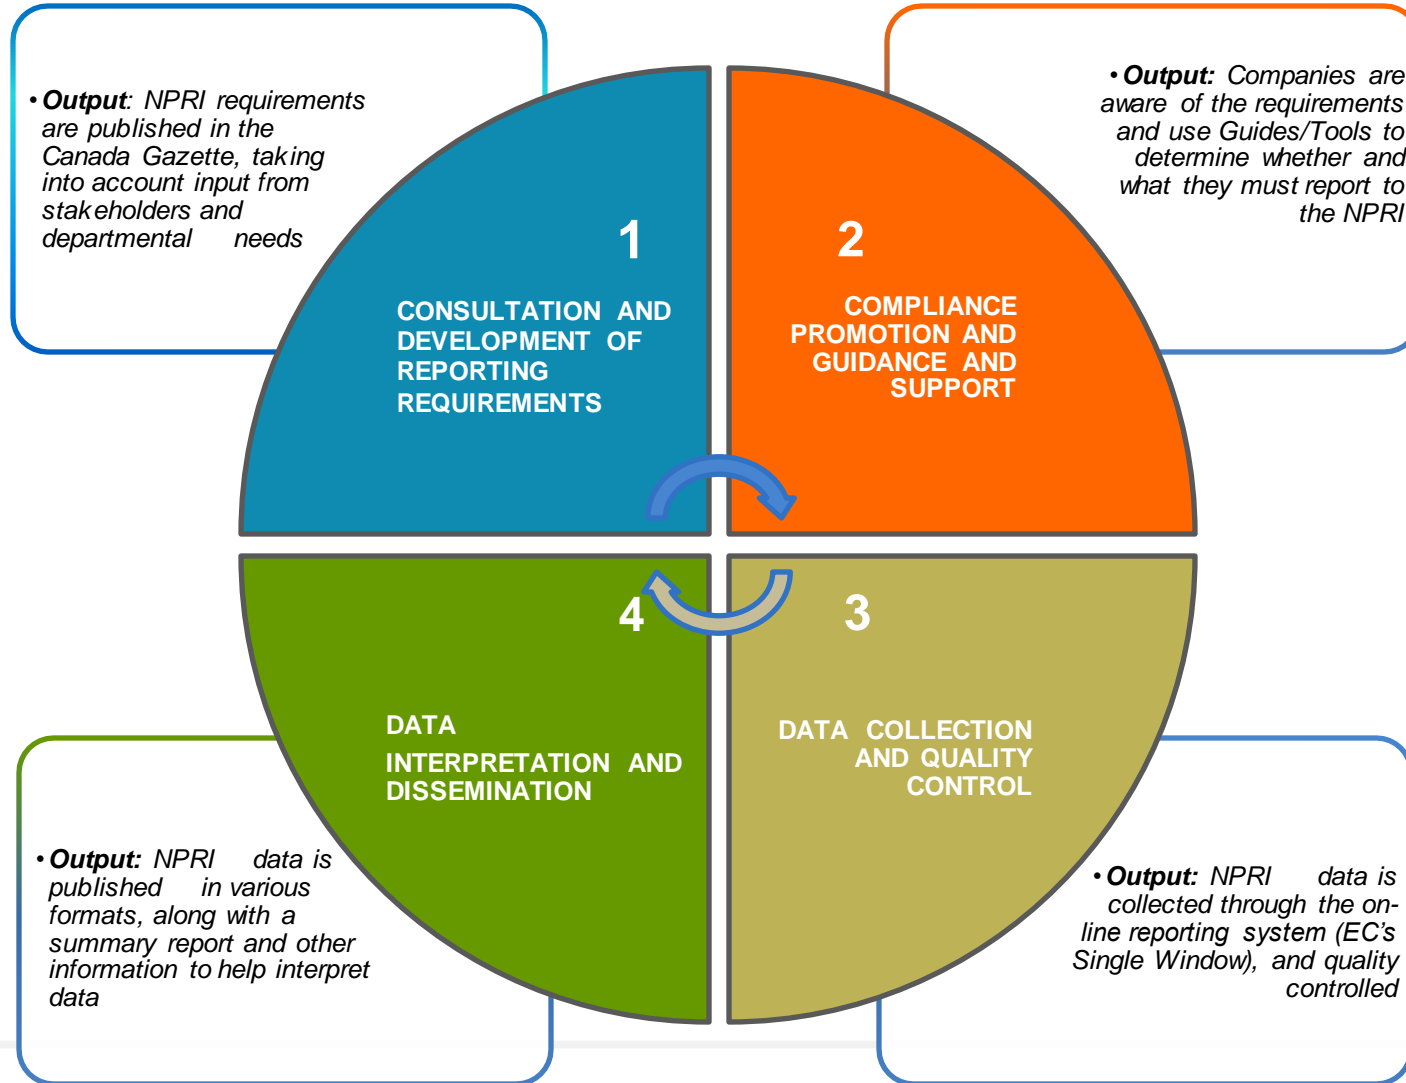 • Output: NPRI requirements
are published in the
Canada Gazette, taking
into account input from
stakeholders and
departmental needs
1
CONSULTATION AND
DEVELOPMENT OF
REPORTING
REQUIREMENTS
• Output: Companies are
aware of the requirements
and use Guides/Tools to
determine whether and
what they must report to
the NPRI
2
COMPLIANCE
PROMOTION AND
GUIDANCE AND
SUPPORT
3
DATA COLLECTION
AND QUALITY
CONTROL
• Output: NPRI data is
collected through the on-
line reporting system (EC’s
Single Window), and quality
controlled
4
DATA
INTERPRETATION AND
DISSEMINATION
• Output: NPRI data is
published in various
formats, along with a
summary report and other
information to help interpret
data